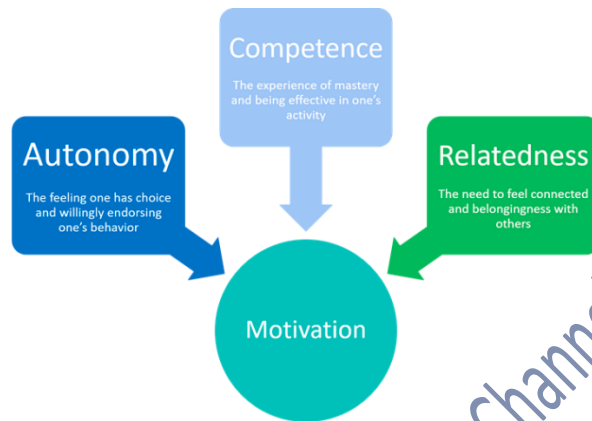 Competence
The experience of mastery
and being effective in one's
activity
Autonomy
The feeling one has choice
and willingly endorsing
one's behavior
Relatedness
The need to feel connected
and belongingness with
others
Motivation